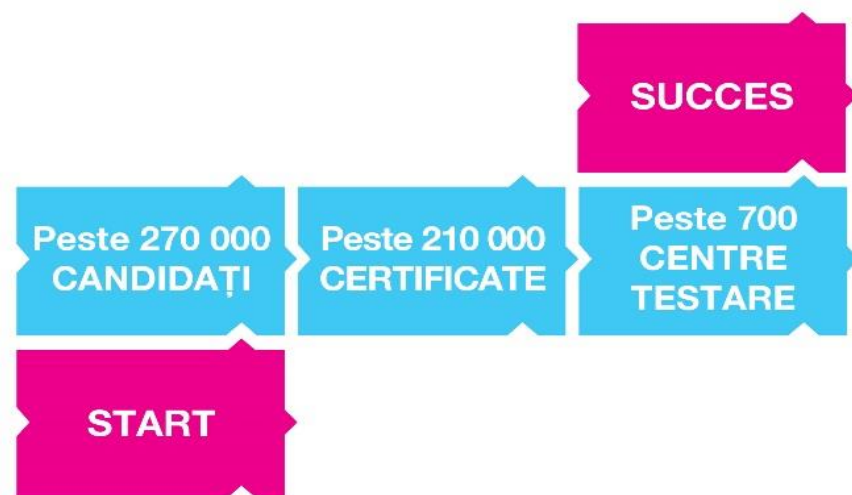 SUCCES
Peste 270 000
CANDIDAȚI
Peste 210 000
CERTIFICATE
Peste 700
CENTRE
TESTARE
START